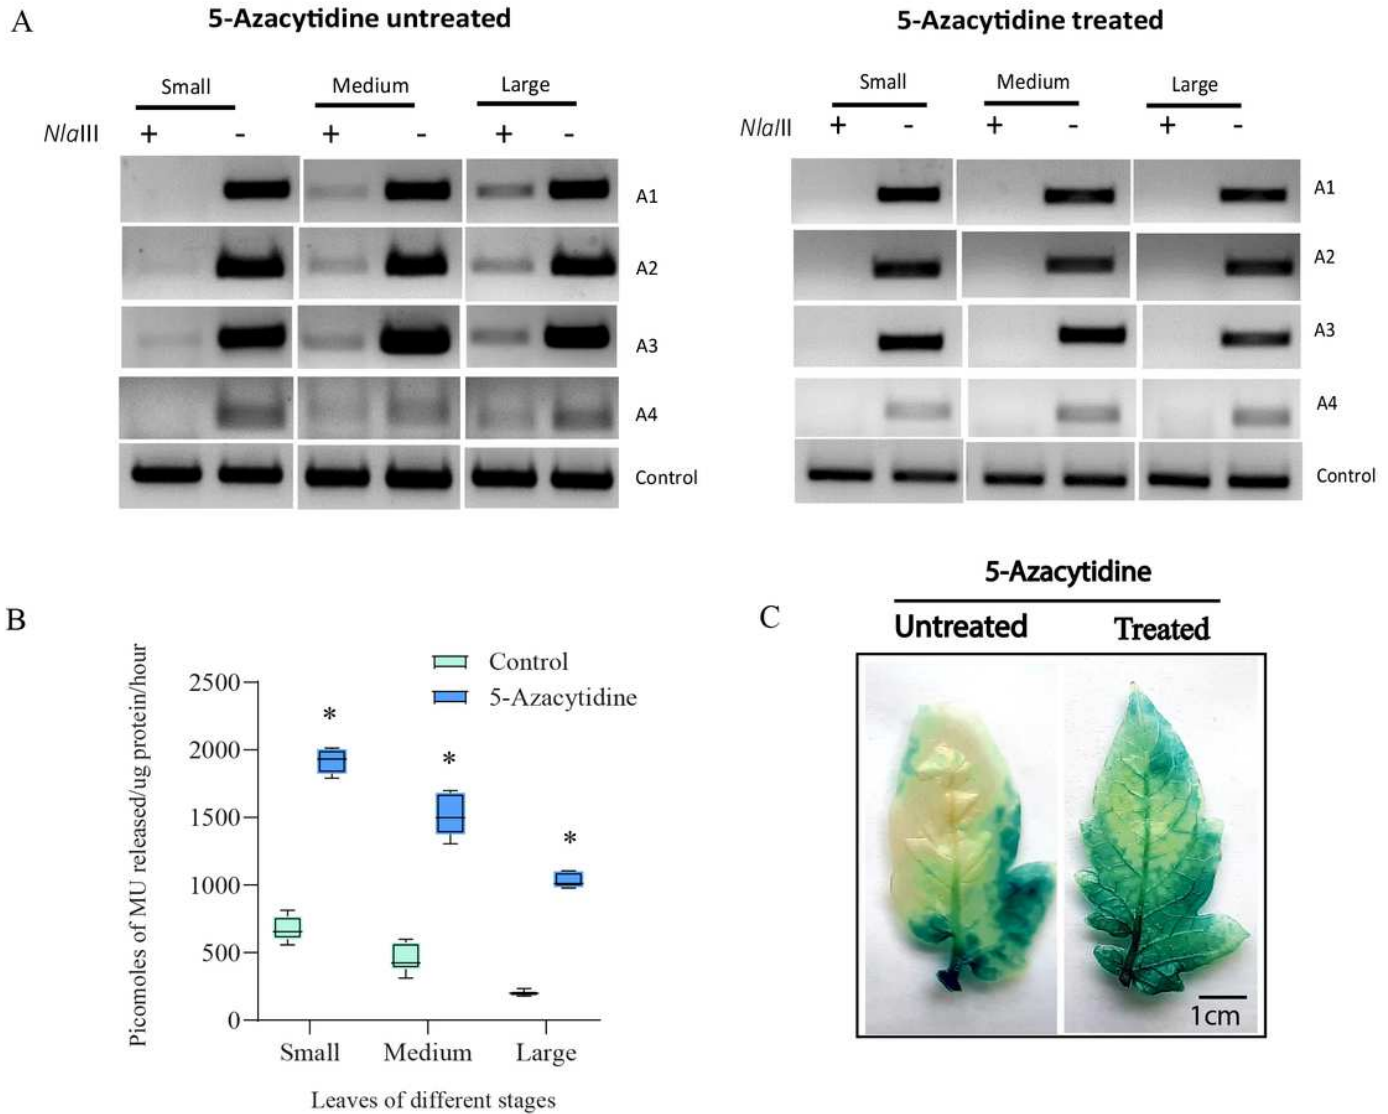 A
5-Azacytidine untreated
5-Azacytidine treated
Small Medium Large
Small Medium Large
NlaIII + - + - + -
NlaIII + - + - + -
A1
A2
A3
A4
Control
A1
A2
A3
A4
Control
B
Picomoles of MU released/ug protein/hour
Control
5-Azacytidine
2500
2000
1500
1000
500
0
*
*
*
Small Medium Large
Leaves of different stages
C
5-Azacytidine
Untreated Treated
1cm